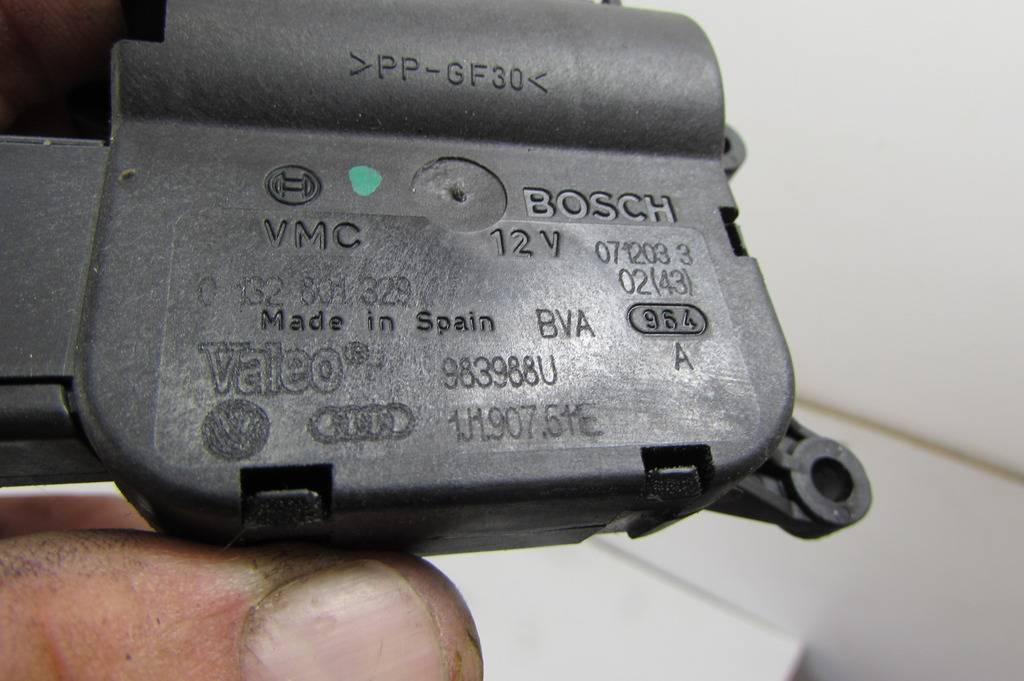 >PP-GF30<
BOSCH
VMC 12V 071203 3
0 132 801 329 02(43)
Made in Spain BVA 964
Valeo® A
983988U
1J1.907.511E